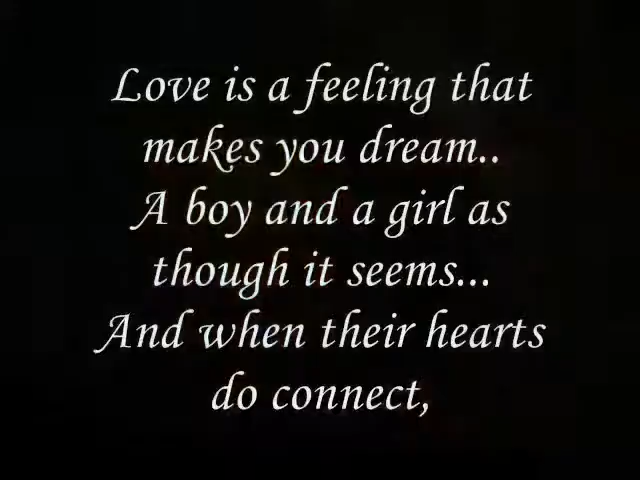 Love is a feeling that
makes you dream..
A boy and a girl as
though it seems...
And when their hearts
do connect,